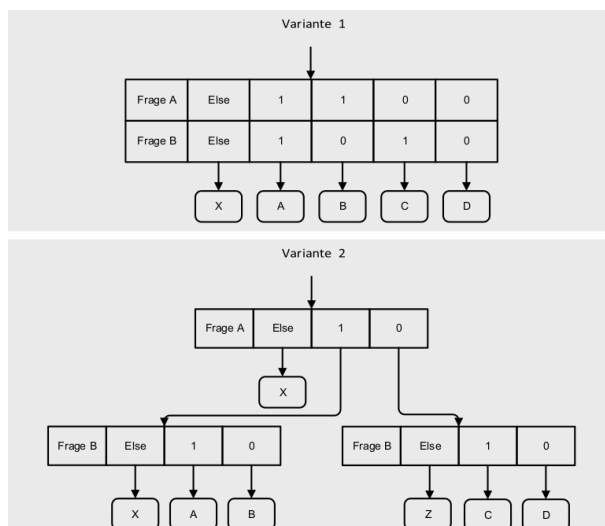 Variante 1
Frage A Else 1 1 0 0
Frage B Else 1 0 1 0
X A B C D
Variante 2
Frage A Else 1 0
X
Frage B Else 1 0 Frage B Else 1 0
X A B Z C D